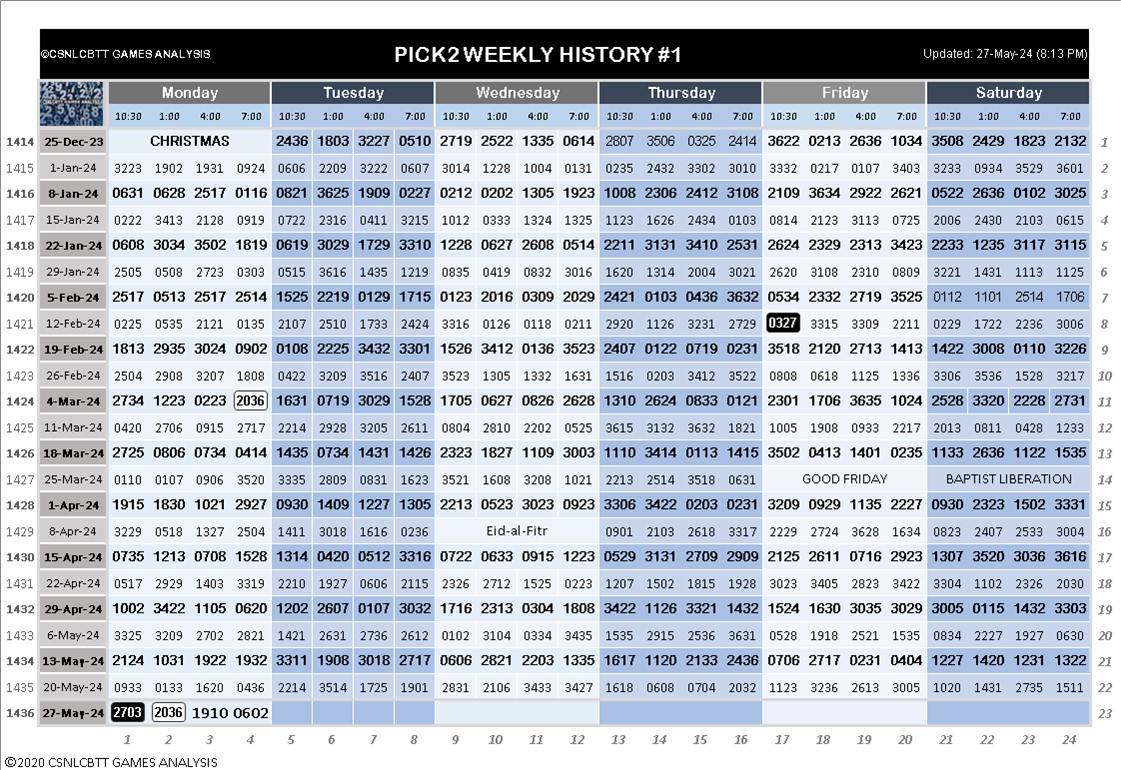 ©CSNLCBTT GAMES ANALYSIS PICK2 WEEKLY HISTORY #1 Updated: 27-May-24 (8:13 PM)
Monday Tuesday Wednesday Thursday Friday Saturday
10:30 1:00 4:00 7:00 10:30 1:00 4:00 7:00 10:30 1:00 4:00 7:00 10:30 1:00 4:00 7:00 10:30 1:00 4:00 7:00 10:30 1:00 4:00 7:00
1414 25-Dec-23 CHRISTMAS 2436 1803 3227 0510 2719 2522 1335 0614 2807 3506 0325 2414 3622 0213 2636 1034 3508 2429 1823 2132 1
1415 1-Jan-24 3223 1902 1931 0924 0606 2209 3222 0607 3014 1228 1004 0131 0235 2432 3302 3010 3332 0217 0107 3403 3233 0934 3529 3601 2
1416 8-Jan-24 0631 0628 2517 0116 0821 3625 1909 0227 0212 0202 1305 1923 1008 2306 2412 3108 2109 3634 2922 2621 0522 2636 0102 3025 3
1417 15-Jan-24 0222 3413 2128 0919 0722 2316 0411 3215 1012 0333 1324 1325 1123 1626 2434 0103 0814 2123 3113 0725 2006 2430 2103 0615 4
1418 22-Jan-24 0608 3034 3502 1819 0619 3029 1729 3310 1228 0627 2608 0514 2211 3131 3410 2531 2624 2329 2313 3423 2233 1235 3117 3115 5
1419 29-Jan-24 2505 0508 2723 0303 0515 3616 1435 1219 0835 0419 0832 3016 1620 1314 2004 3021 2620 3108 2310 0809 3221 1431 1113 1125 6
1420 5-Feb-24 2517 0513 2517 2514 1525 2219 0129 1715 0123 2016 0309 2029 2421 0103 0436 3632 0534 2332 2719 3525 0112 1101 2514 1706 7
1421 12-Feb-24 0225 0535 2121 0135 2107 2510 1733 2424 3316 0126 0118 0211 2920 1126 3231 2729 0327 3315 3309 2211 0229 1722 2236 3006 8
1422 19-Feb-24 1813 2935 3024 0902 0108 2225 3432 3301 1526 3412 0136 3523 2407 0122 0719 0231 3518 2120 2713 1413 1422 3008 0110 3226 9
1423 26-Feb-24 2504 2908 3207 1808 0422 3209 3516 2407 3523 1305 1332 1631 1516 0203 3412 3522 0808 0618 1125 1336 3306 3536 1528 3217 10
1424 4-Mar-24 2734 1223 0223 2036 1631 0719 3029 1528 1705 0627 0826 2628 1310 2624 0833 0121 2301 1706 3635 1024 2528 3320 2228 2731 11
1425 11-Mar-24 0420 2706 0915 2717 2214 2928 3205 2611 0804 2810 2202 0525 3615 3132 3632 1821 1005 1908 0933 2217 2013 0811 0428 1233 12
1426 18-Mar-24 2725 0806 0734 0414 1435 0734 1431 1426 2323 1827 1109 3003 1110 3414 0113 1415 3502 0413 1401 0235 1133 2636 1122 1535 13
1427 25-Mar-24 0110 0107 0906 3520 3335 2809 0831 1623 3521 1608 3208 1021 2213 2514 3518 0631 GOOD FRIDAY BAPTIST LIBERATION 14
1428 1-Apr-24 1915 1830 1021 2927 0930 1409 1227 1305 2213 0523 3023 0923 3306 3422 0203 0231 3209 0929 1135 2227 0930 2323 1502 3331 15
1429 8-Apr-24 3229 0518 1327 2504 1411 3018 1616 0236 Eid-al-Fitr 0901 2103 2618 3317 2229 2724 3628 1634 0823 2407 2533 3004 16
1430 15-Apr-24 0735 1213 0708 1528 1314 0420 0512 3316 0722 0633 0915 1223 0529 3131 2709 2909 2125 2611 0716 2923 1307 3520 3036 3616 17
1431 22-Apr-24 0517 2929 1403 3319 2210 1927 0606 2115 2326 2712 1525 0223 1207 1502 1815 1928 3023 3405 2823 3422 3304 1102 2326 2030 18
1432 29-Apr-24 1002 3422 1105 0620 1202 2607 0107 3032 1716 2313 0304 1808 3422 1126 3321 1432 1524 1630 3035 3029 3005 0115 1432 3303 19
1433 6-May-24 3325 3209 2702 2821 1421 2631 2736 2612 0102 3104 0334 3435 1535 2915 2536 3631 0528 1918 2521 1535 0834 2227 1927 0630 20
1434 13-May-24 2124 1031 1922 1932 3311 1908 3018 2717 0606 2821 2203 1335 1617 1120 2133 2436 0706 2717 0231 0404 1227 1420 1231 1322 21
1435 20-May-24 0933 0133 1620 0436 2214 3514 1725 1901 2831 2106 3433 3427 1618 0608 0704 2032 1123 3236 2613 3005 1020 1431 2735 1511 22
1436 27-May-24 2703 2036 1910 0602 23
1 2 3 4 5 6 7 8 9 10 11 12 13 14 15 16 17 18 19 20 21 22 23 24
©2020 CSNLCBTT GAMES ANALYSIS